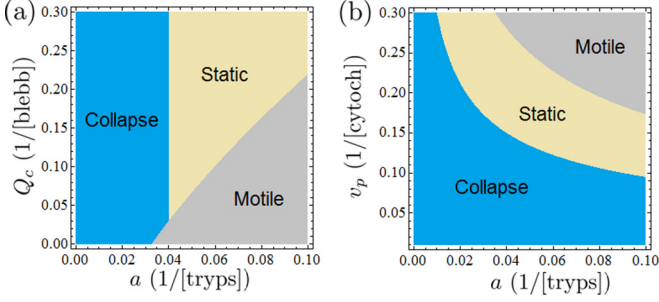 (a)
0.30
0.25
0.20
0.15
0.10
0.05
0.00
Q_c (1/[blebb])
Collapse
Static
Motile
0.00 0.02 0.04 0.06 0.08 0.10
a (1/[tryps])
(b)
0.30
0.25
0.20
0.15
0.10
0.05
v_p (1/[cytoch])
Motile
Static
Collapse
0.00 0.02 0.04 0.06 0.08 0.10
a (1/[tryps])